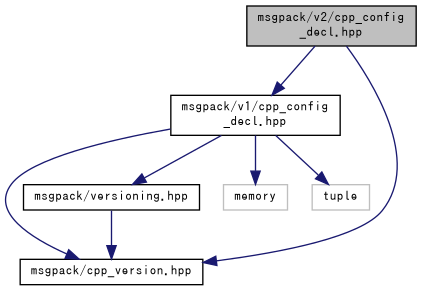 msgpack/v2/cpp_config
_decl.hpp
msgpack/v1/cpp_config
_decl.hpp
msgpack/versioning.hpp
memory
tuple
msgpack/cpp_version.hpp